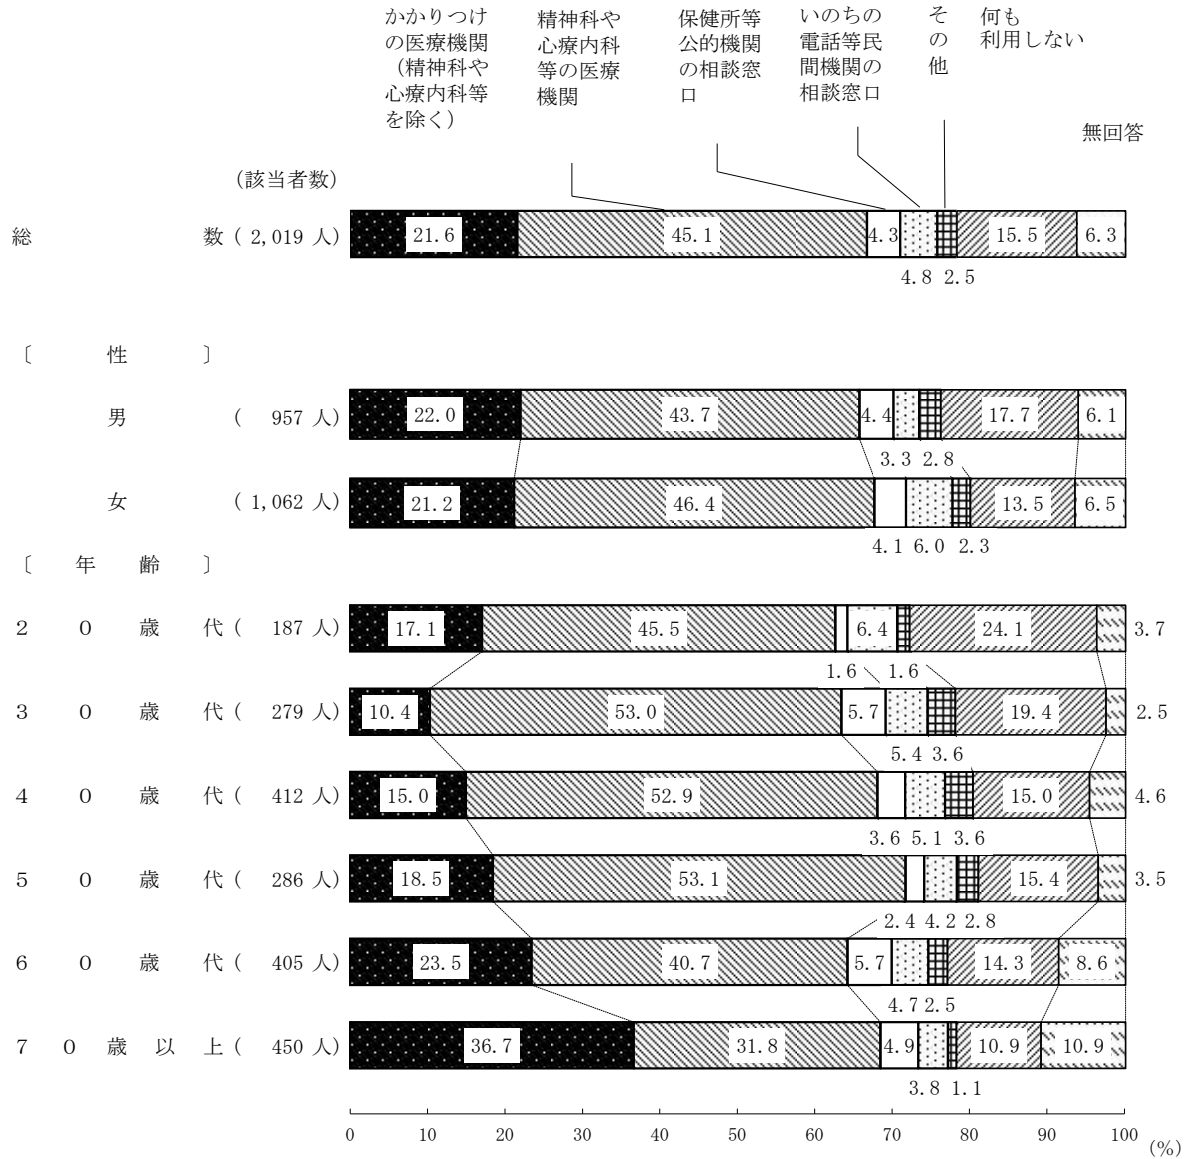 かかりつけ
の医療機関
（精神科や
心療内科等
を除く）
精神科や
心療内科
等の医療
機関
保健所等
公的機関
の相談窓
口
いのちの
電話等民
間機関の
相談窓口
そ
の
他
何も
利用しない
無回答
(該当者数)
総 数 ( 2,019 人) 21.6 45.1 4.3 15.5 6.3
4.8 2.5
〔 性 〕
男 ( 957 人) 22.0 43.7 4.4 17.7 6.1
3.3 2.8
女 ( 1,062 人) 21.2 46.4 13.5 6.5
4.1 6.0 2.3
〔 年 齢 〕
２ ０ 歳 代 ( 187 人) 17.1 45.5 6.4 24.1 3.7
1.6 1.6
３ ０ 歳 代 ( 279 人) 10.4 53.0 5.7 19.4 2.5
5.4 3.6
４ ０ 歳 代 ( 412 人) 15.0 52.9 15.0 4.6
3.6 5.1 3.6
５ ０ 歳 代 ( 286 人) 18.5 53.1 15.4 3.5
2.4 4.2 2.8
６ ０ 歳 代 ( 405 人) 23.5 40.7 5.7 14.3 8.6
4.7 2.5
７ ０ 歳 以 上 ( 450 人) 36.7 31.8 4.9 10.9 10.9
3.8 1.1
0 10 20 30 40 50 60 70 80 90 100
(%)